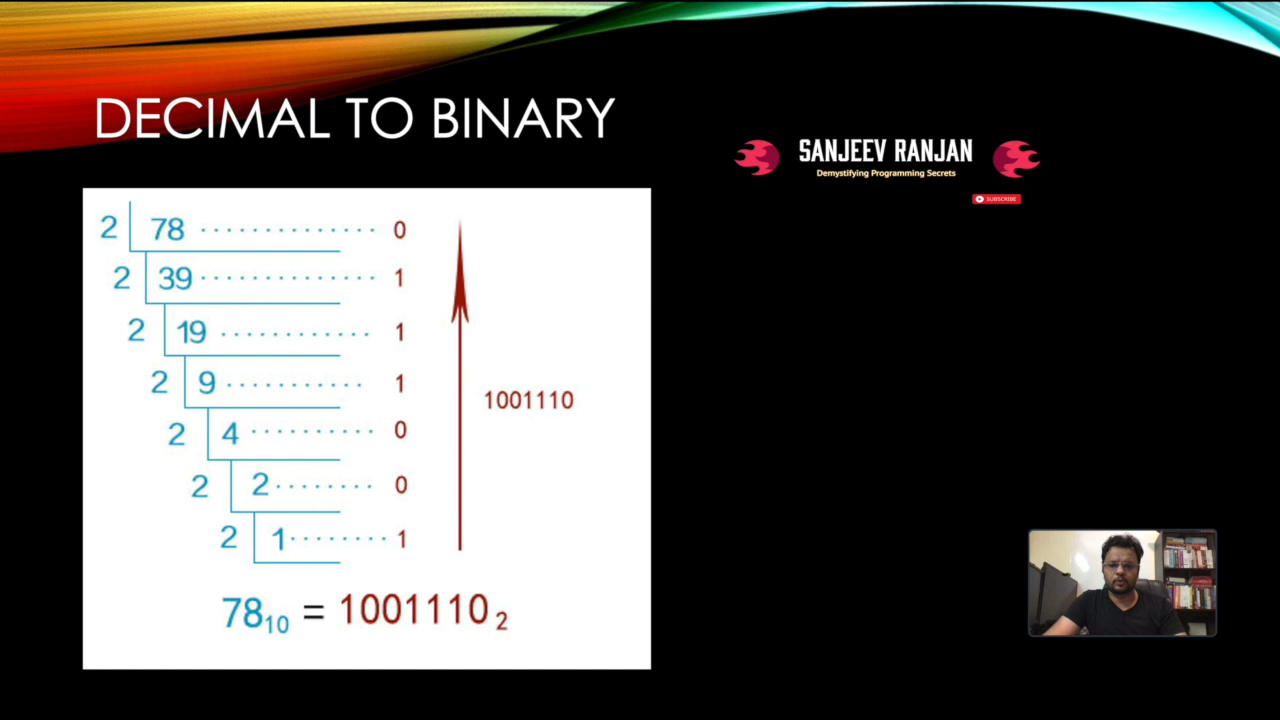 DECIMAL TO BINARY
SANJEEV RANJAN
Demystifying Programming Secrets
SUBSCRIBE
2 78 .............. 0
2 39 .............. 1
2 19 ............ 1
2 9 ........... 1
1001110
2 4 .......... 0
2 2 ........ 0
2 1 ........ 1
78₁₀ = 1001110₂